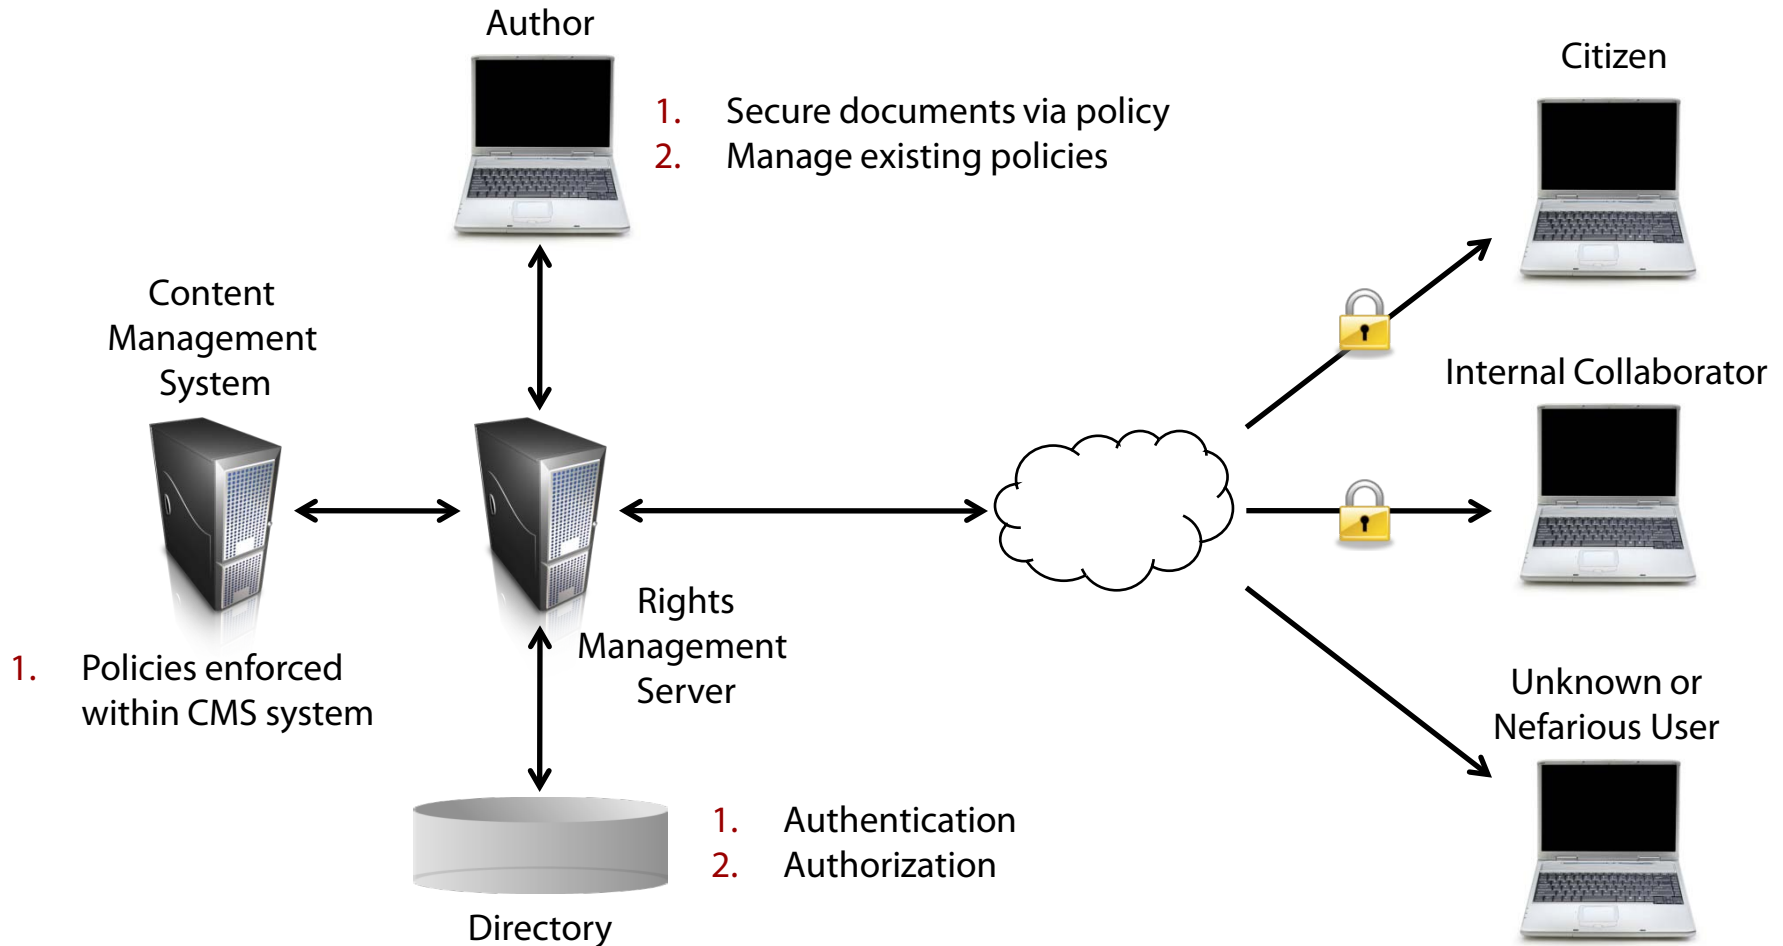 Author
1. Secure documents via policy
2. Manage existing policies
Citizen
Content
Management
System
Internal Collaborator
Rights
Management
Server
1. Policies enforced
within CMS system
Unknown or
Nefarious User
1. Authentication
2. Authorization
Directory